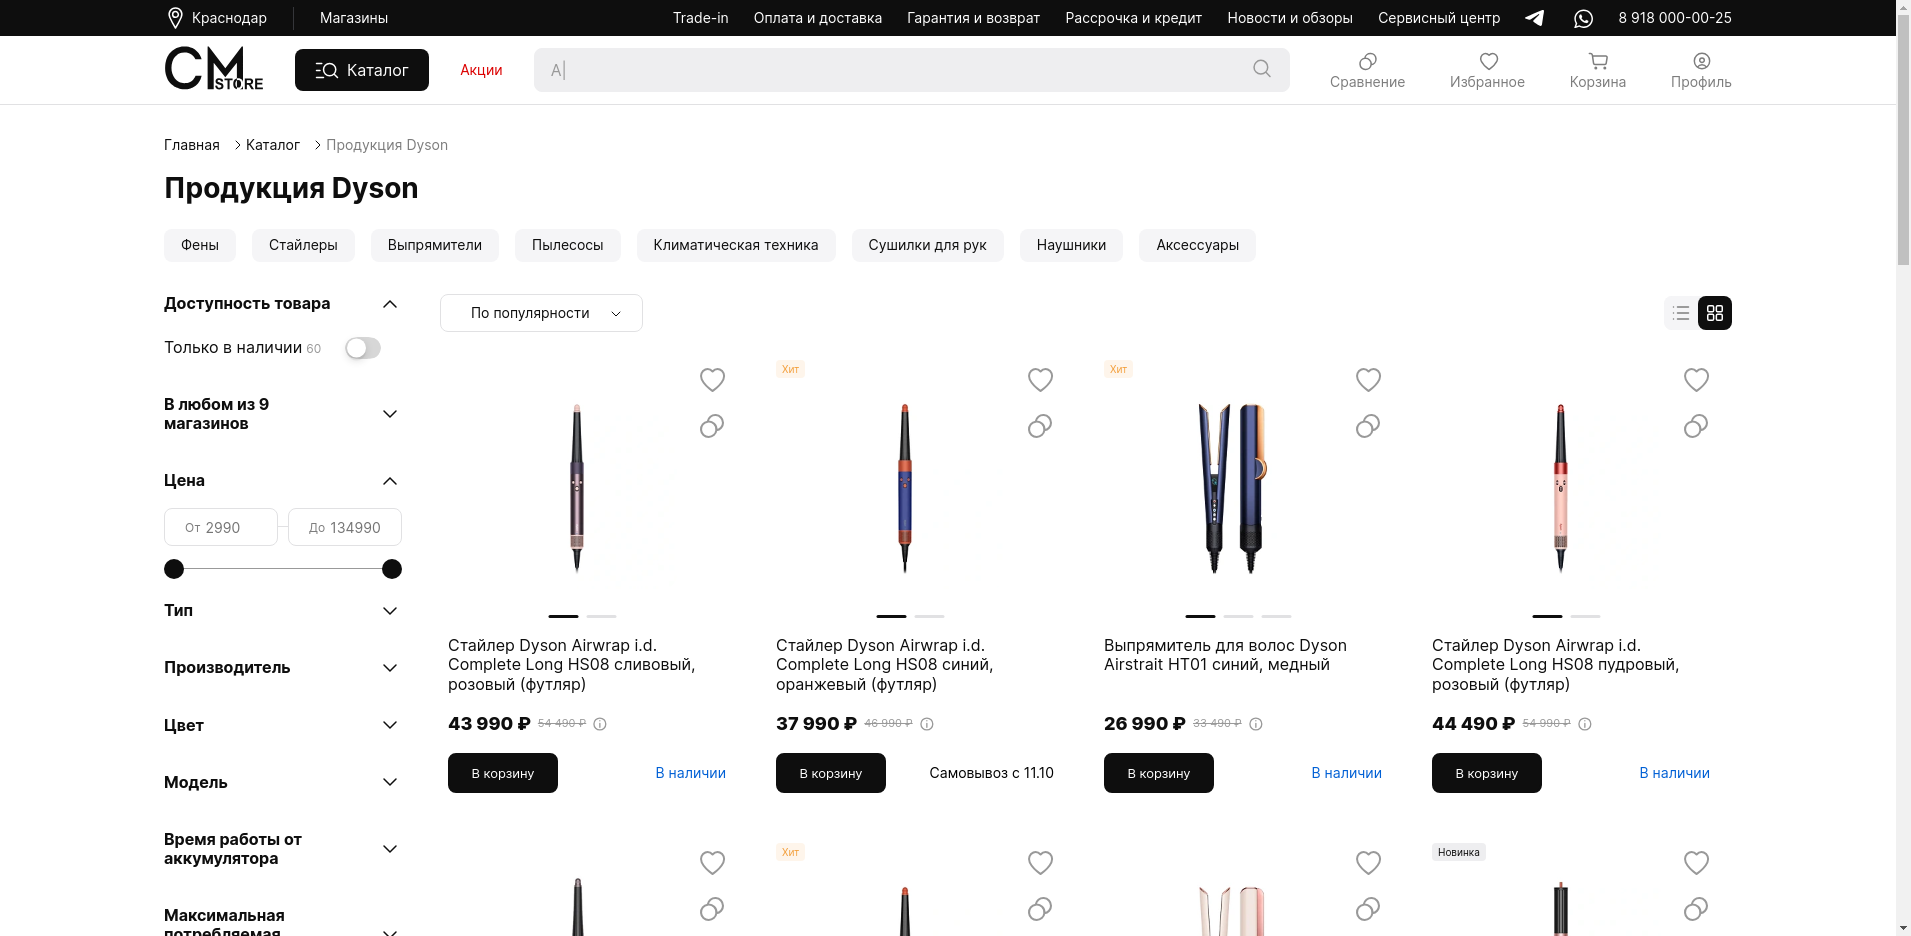 Краснодар
Магазины
Trade-in
Оплата и доставка
Гарантия и возврат
Рассрочка и кредит
Новости и обзоры
Сервисный центр
8 918 000-00-25
CM STORE
Каталог
Акции
A|
Сравнение
Избранное
Корзина
Профиль
Главная
Каталог
Продукция Dyson
Продукция Dyson
Фены
Стайлеры
Выпрямители
Пылесосы
Климатическая техника
Сушилки для рук
Наушники
Аксессуары
Доступность товара
Только в наличии 60
В любом из 9
магазинов
Цена
От 2990
До 134990
Тип
Производитель
Цвет
Модель
Время работы от
аккумулятора
Максимальная
потребляемая
По популярности
Стайлер Dyson Airwrap i.d.
Complete Long HS08 сливовый,
розовый (футляр)
43 990 ₽ 54 490 ₽
В корзину
В наличии
Хит
Стайлер Dyson Airwrap i.d.
Complete Long HS08 синий,
оранжевый (футляр)
37 990 ₽ 46 990 ₽
В корзину
Самовывоз с 11.10
Хит
Выпрямитель для волос Dyson
Airstrait HT01 синий, медный
26 990 ₽ 33 490 ₽
В корзину
В наличии
Стайлер Dyson Airwrap i.d.
Complete Long HS08 пудровый,
розовый (футляр)
44 490 ₽ 54 990 ₽
В корзину
В наличии
Хит
Новинка